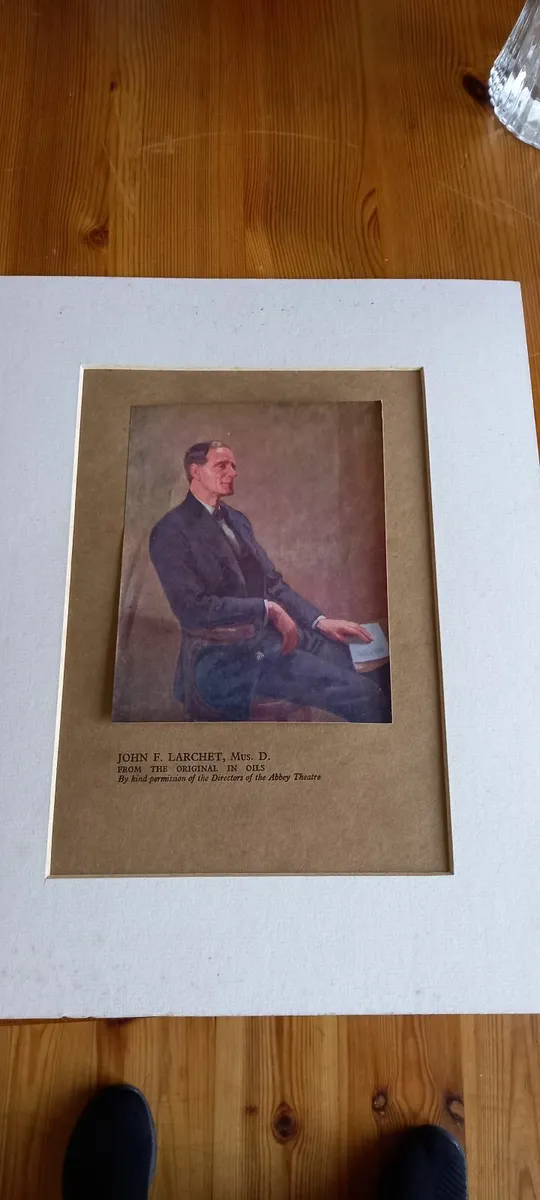 JOHN F. LARCHET, Mus. D.
FROM THE ORIGINAL IN OILS
By kind permission of the Directors of the Abbey Theatre